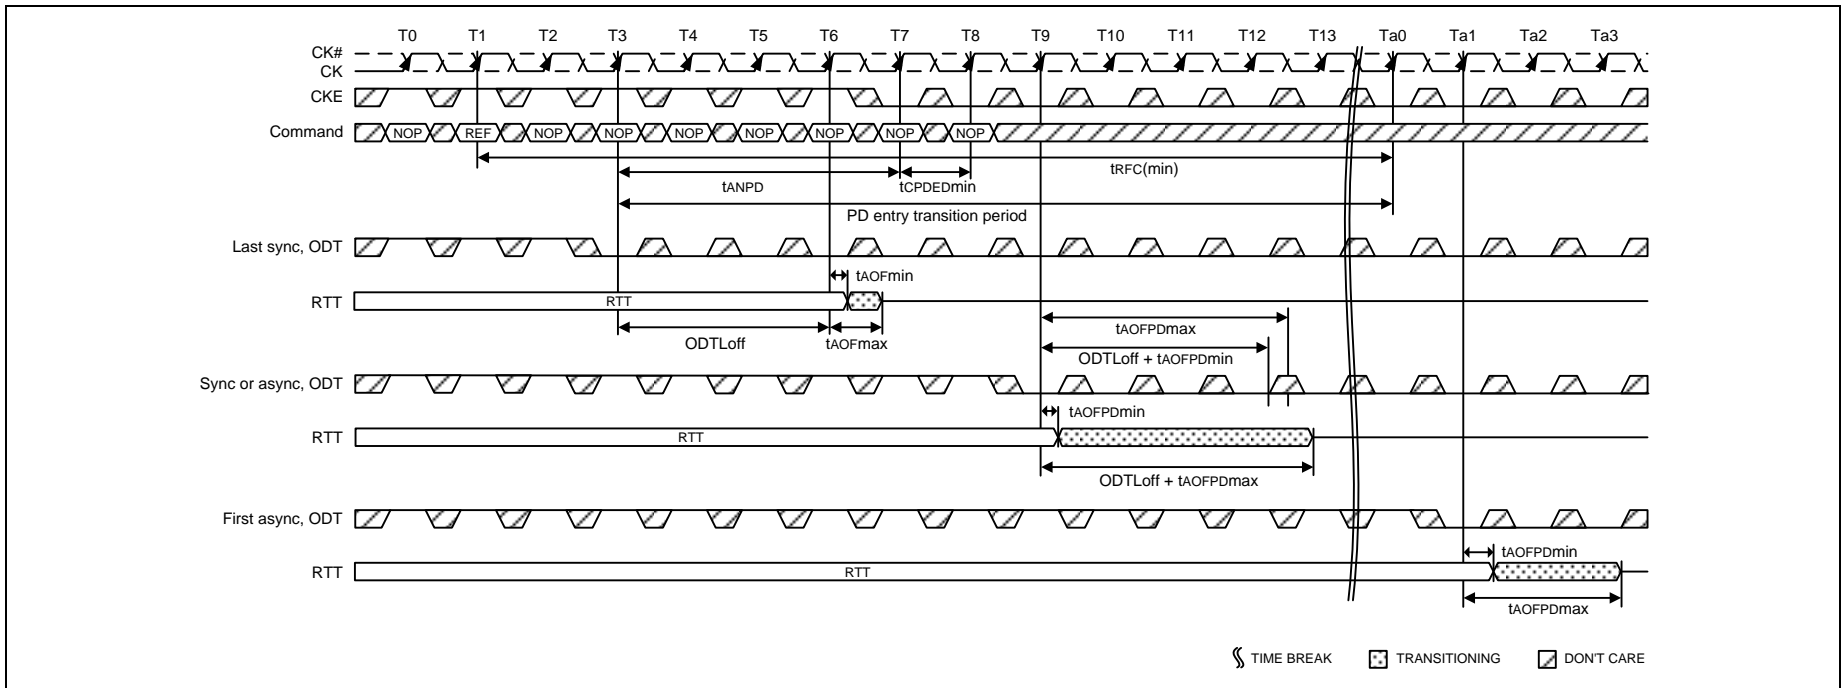 T0 T1 T2 T3 T4 T5 T6 T7 T8 T9 T10 T11 T12 T13 Ta0 Ta1 Ta2 Ta3
CK#
CK
CKE
Command NOP REF NOP NOP NOP NOP NOP NOP NOP
tRFC(min)
tANPD tCPDEDmin
PD entry transition period
Last sync, ODT
tAOFmin
RTT RTT
tAOFPDmax
ODTLoff tAOFmax
ODTLoff + tAOFPDmin
Sync or async, ODT
tAOFPDmin
RTT RTT
ODTLoff + tAOFPDmax
First async, ODT
tAOFPDmin
RTT RTT
tAOFPDmax
TIME BREAK TRANSITIONING DON'T CARE